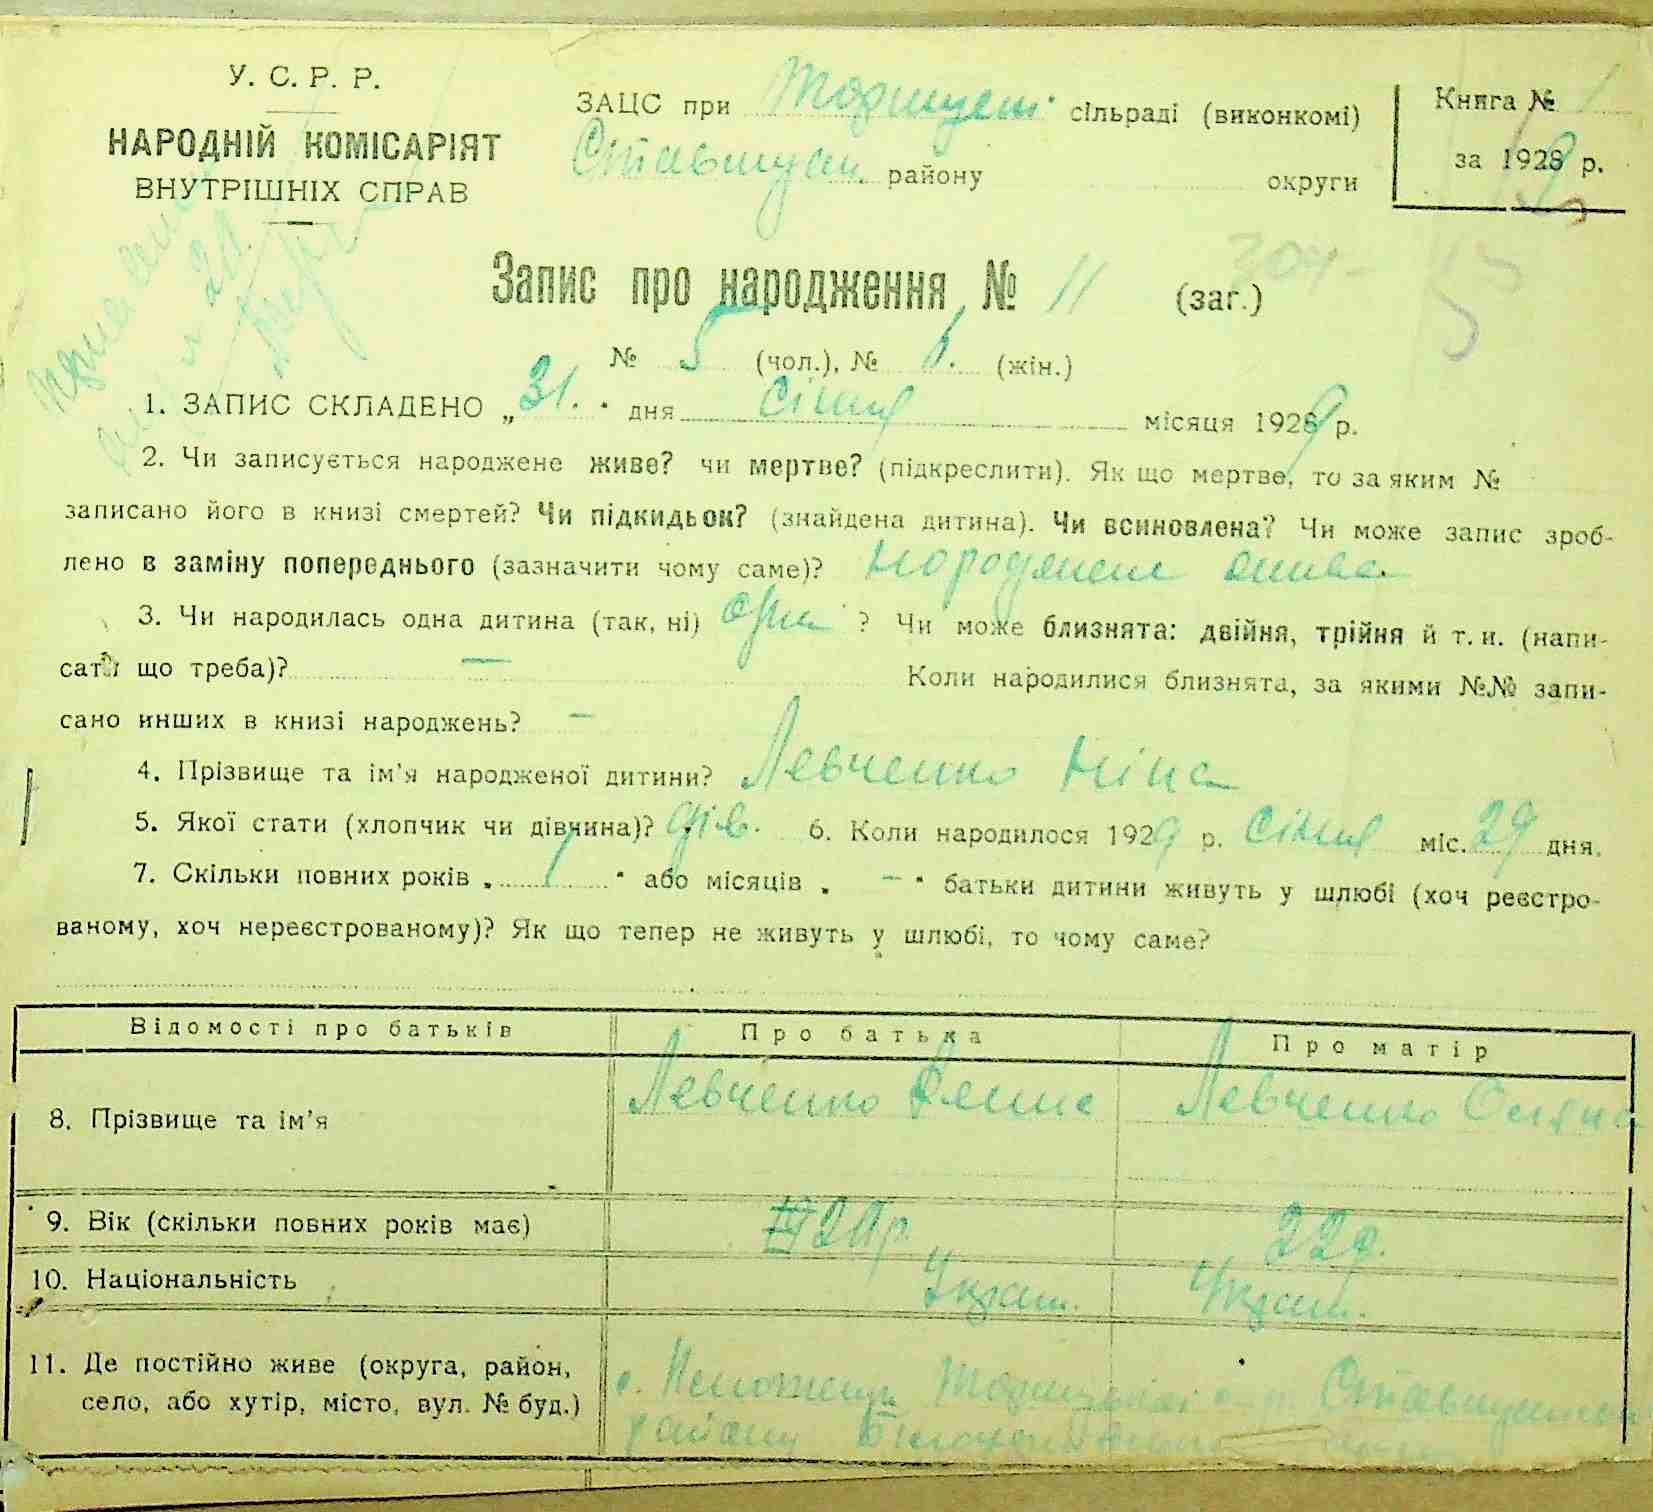 У. С. Р. Р.
НАРОДНІЙ КОМІСАРІЯТ
ВНУТРІШНІХ СПРАВ
ЗАЦС при сільраді (виконкомі)
району округи
Книга № 1
за 1928 р.
Запис про народження № 11 (заг.)
304
№ 5 (чол.), № 6. (жін.)
1. ЗАПИС СКЛАДЕНО „31." дня січня місяця 1929 р.
2. Чи записується народжене живе? чи мертве? (підкреслити). Як що мертве, то за яким №
записано його в книзі смертей? Чи підкидьок? (знайдена дитина). Чи всиновлена? Чи може запис зроб-
лено в заміну попереднього (зазначити чому саме)?
3. Чи народилась одна дитина (так, ні) одна ? Чи може близнята: двійня, трійня й т. и. (напи-
сати що треба)? — Коли народилися близнята, за якими №№ запи-
сано инших в книзі народжень? —
4. Прізвище та ім'я народженої дитини? Левченко Ніна
5. Якої стати (хлопчик чи дівчина)? дів. 6. Коли народилося 1929 р. січня міс. 29 дня.
7. Скільки повних років „ 1 " або місяців „ — " батьки дитини живуть у шлюбі (хоч реєстро-
ваному, хоч нереєстрованому)? Як що тепер не живуть у шлюбі, то чому саме?
Відомості про батьків Про батька Про матір
8. Прізвище та ім'я Левченко Денис Левченко
9. Вік (скільки повних років має) 22р.
10. Національність Украін. Украін.
11. Де постійно живе (округа, район,
село, або хутір, місто, вул. № буд.)
району